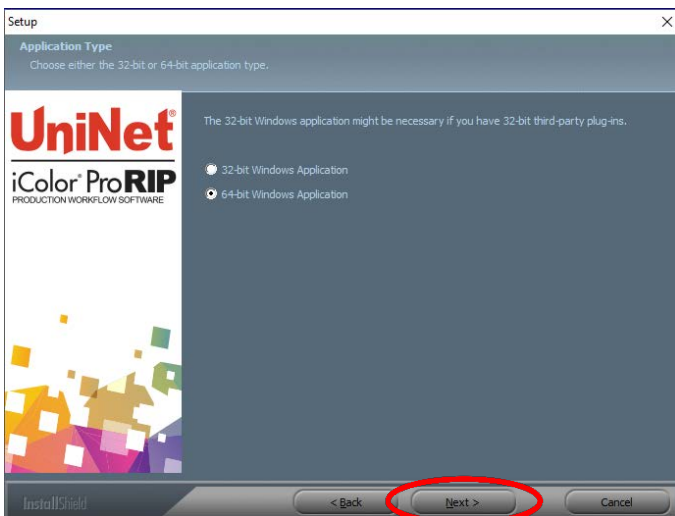 Setup
Application Type
Choose either the 32-bit or 64-bit application type.
UniNet®
iColor® ProRIP
PRODUCTION WORKFLOW SOFTWARE
The 32-bit Windows application might be necessary if you have 32-bit third-party plug-ins.
32-bit Windows Application
64-bit Windows Application
InstallShield
< Back
Next >
Cancel